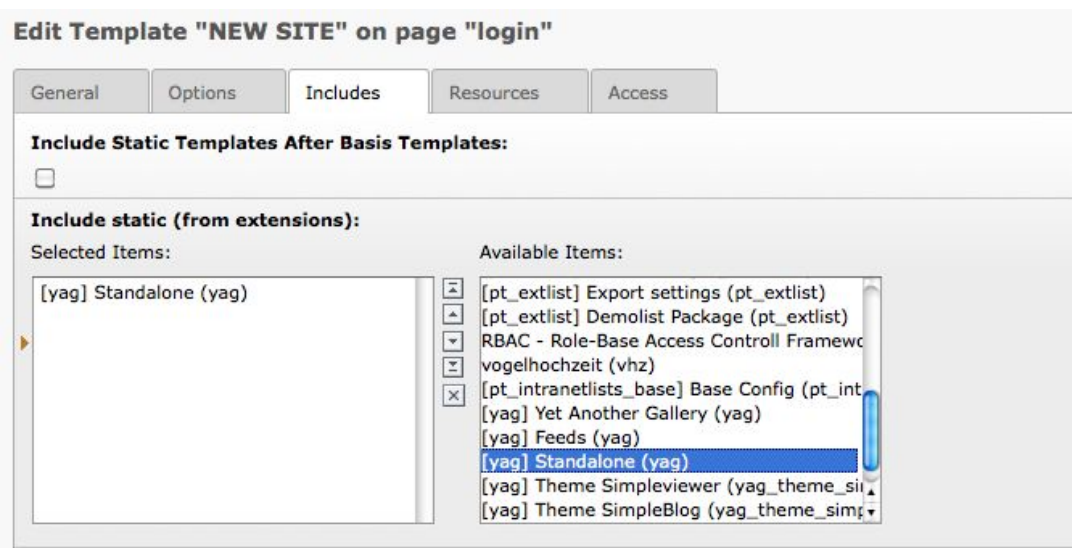 Edit Template "NEW SITE" on page "login"
General Options Includes Resources Access
Include Static Templates After Basis Templates:
Include static (from extensions):
Selected Items: Available Items:
[yag] Standalone (yag)
[pt_extlist] Export settings (pt_extlist)
[pt_extlist] Demolist Package (pt_extlist)
RBAC - Role-Base Access Controll Framewo
vogelhochzeit (vhz)
[pt_intranetlists_base] Base Config (pt_int
[yag] Yet Another Gallery (yag)
[yag] Feeds (yag)
[yag] Standalone (yag)
[yag] Theme Simpleviewer (yag_theme_si
[yag] Theme SimpleBlog (yag_theme_simp